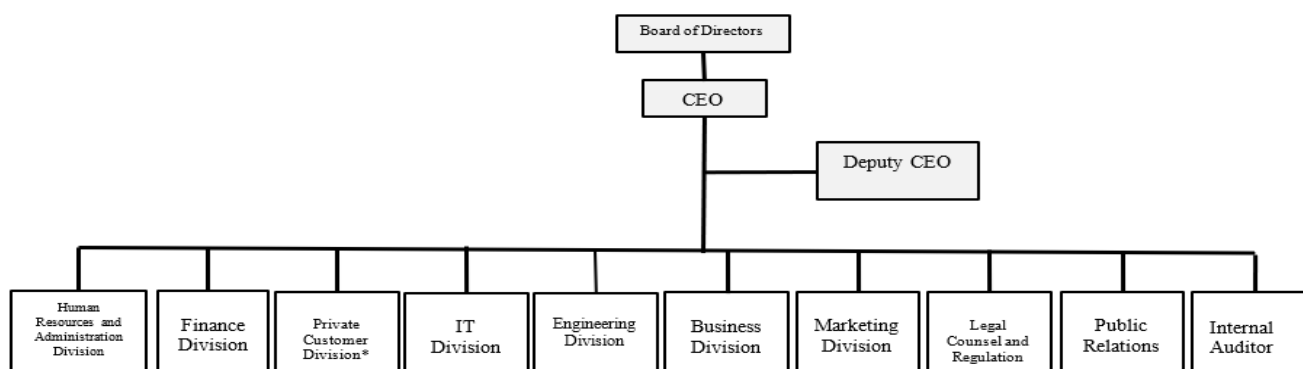 Board of Directors
CEO
Deputy CEO
Human
Resources and
Administration
Division
Finance
Division
Private
Customer
Division*
IT
Division
Engineering
Division
Business
Division
Marketing
Division
Legal
Counsel and
Regulation
Public
Relations
Internal
Auditor